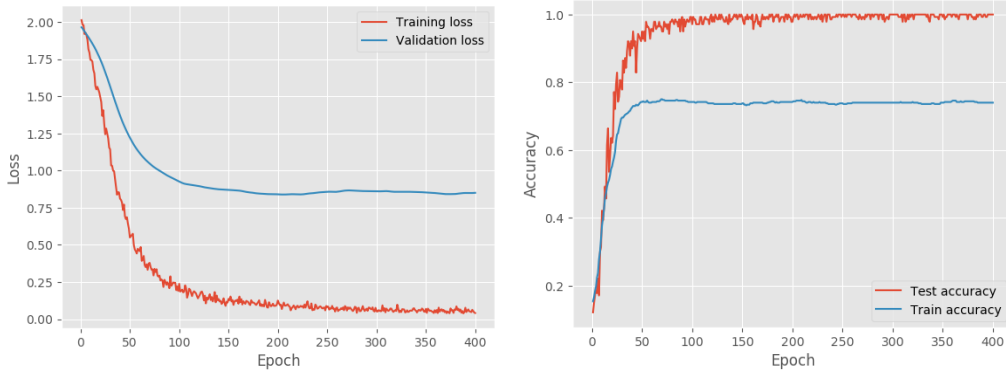 2.00
1.75
1.50
1.25
1.00
0.75
0.50
0.25
0.00
Loss
Training loss
Validation loss
0 50 100 150 200 250 300 350 400
Epoch
1.0
0.8
0.6
0.4
0.2
Accuracy
Test accuracy
Train accuracy
0 50 100 150 200 250 300 350 400
Epoch